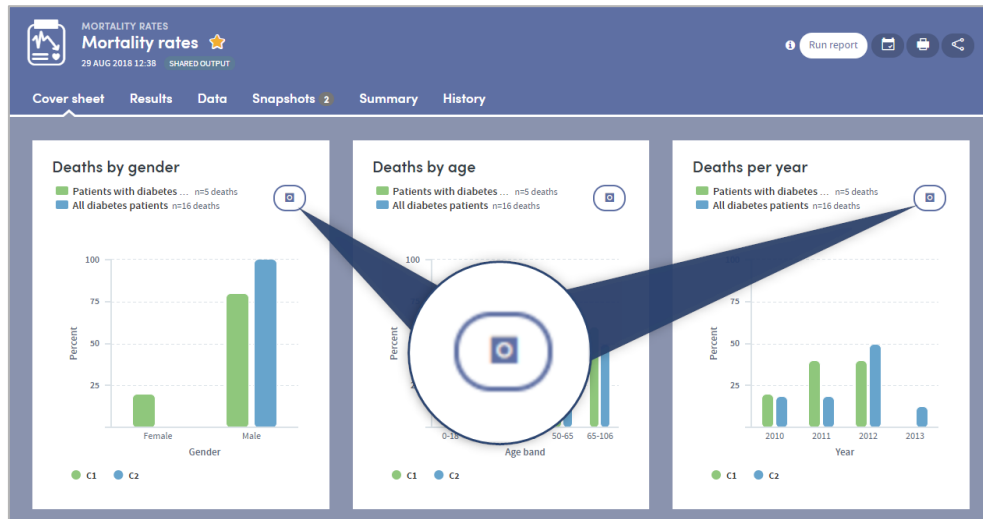 MORTALITY RATES
Mortality rates
29 AUG 2018 12:38 SHARED OUTPUT
Run report
Cover sheet Results Data Snapshots 2 Summary History
Deaths by gender
Patients with diabetes ... n=5 deaths
All diabetes patients n=16 deaths
100
75
50
25
Percent
Female Male
Gender
C1 C2
Deaths by age
Patients with diabetes ... n=5 deaths
All diabetes patients n=16 deaths
100
Percent
0-18 50-65 65-106
Age band
C1 C2
Deaths per year
Patients with diabetes ... n=5 deaths
All diabetes patients n=16 deaths
75
50
25
Percent
2010 2011 2012 2013
Year
C1 C2